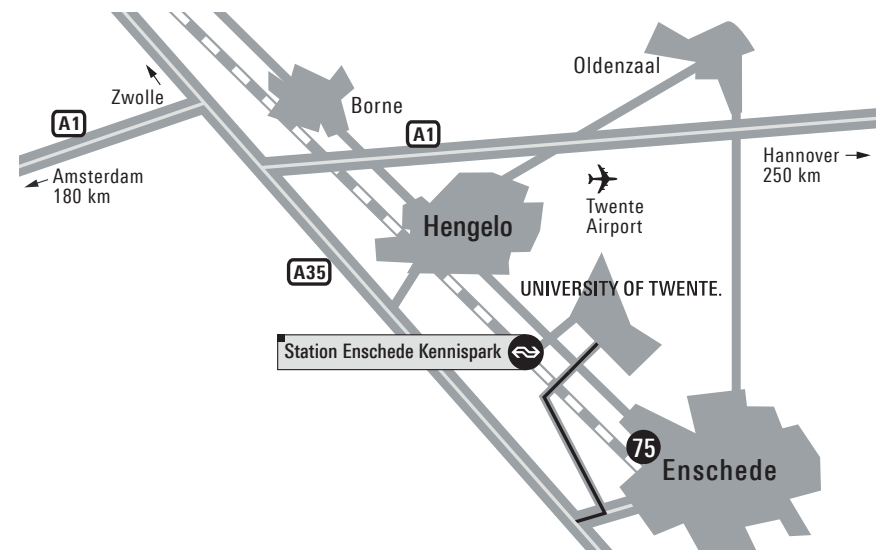 Oldenzaal
Zwolle
Borne
A1
A1
Amsterdam
180 km
Hannover
250 km
Twente
Airport
Hengelo
A35
UNIVERSITY OF TWENTE.
Station Enschede Kennispark
75
Enschede